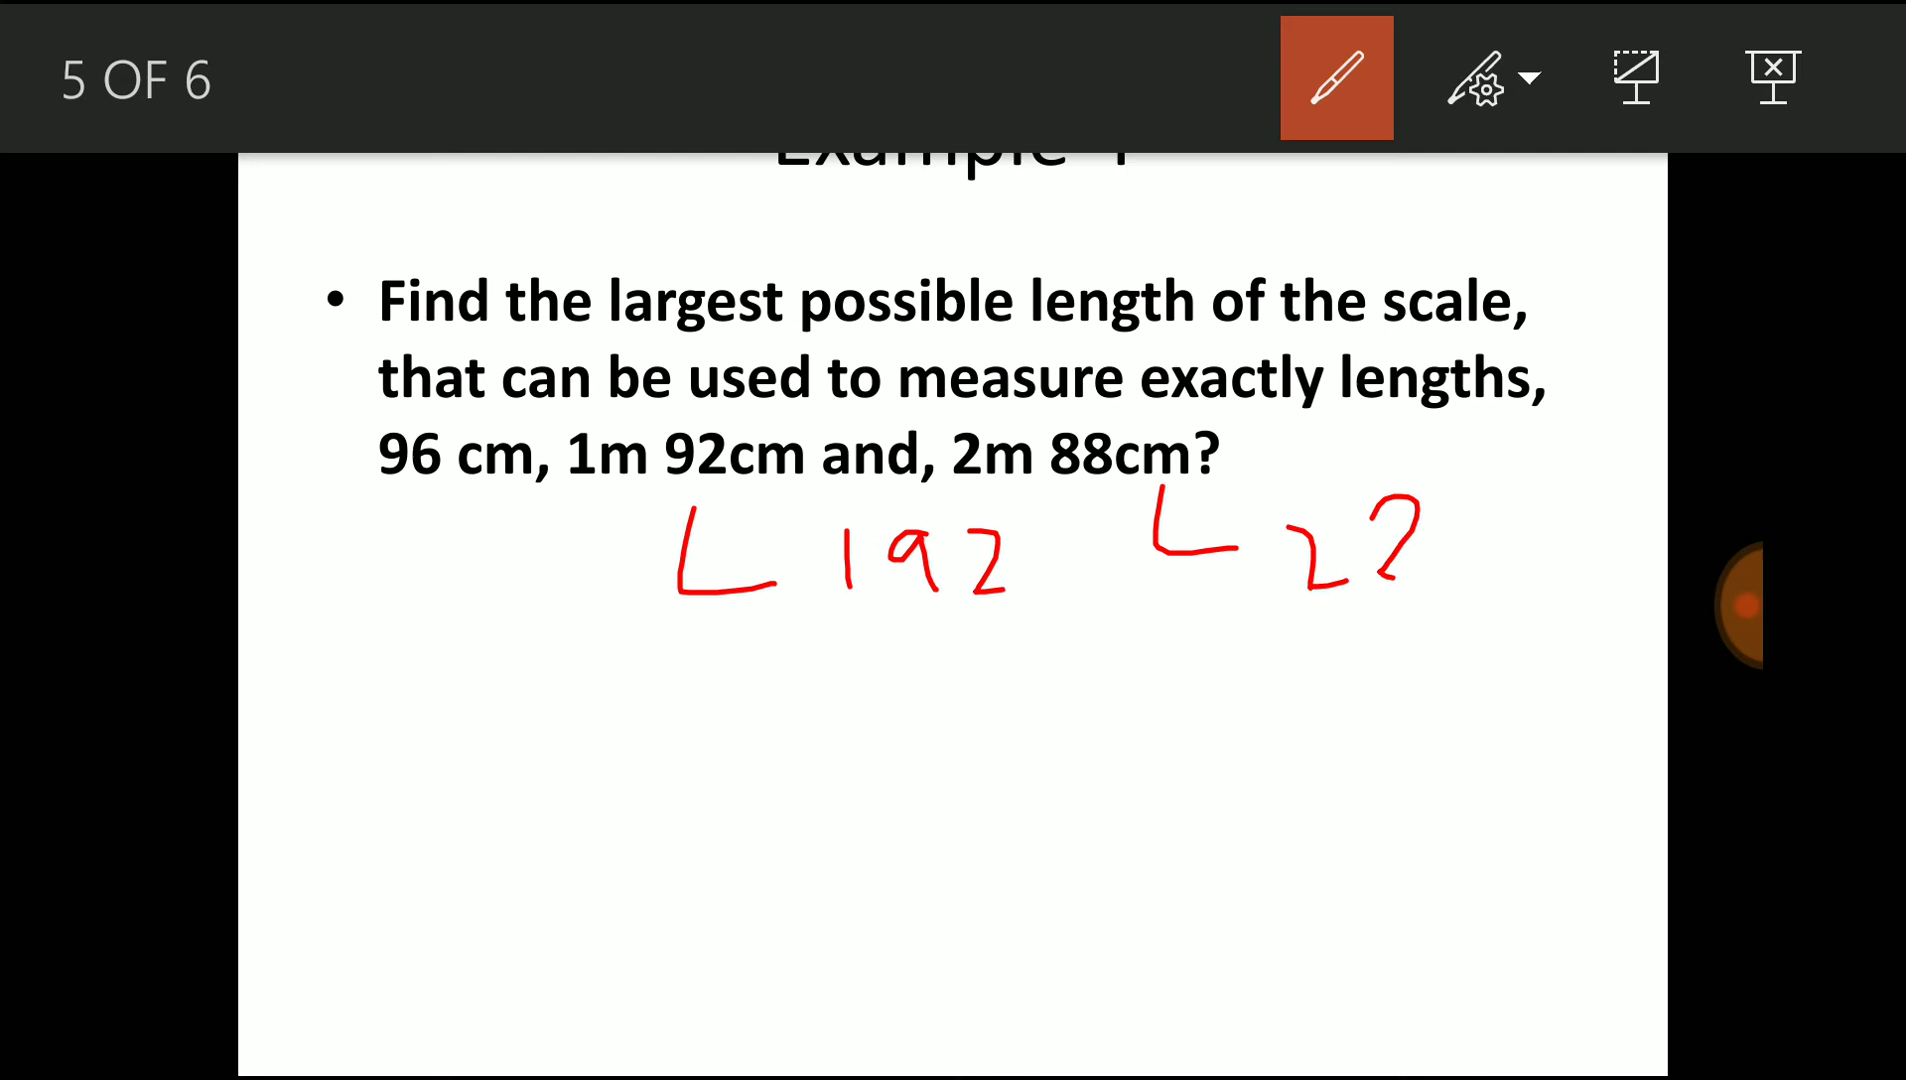 5 OF 6
Example
• Find the largest possible length of the scale,
that can be used to measure exactly lengths,
96 cm, 1m 92cm and, 2m 88cm?
192
2